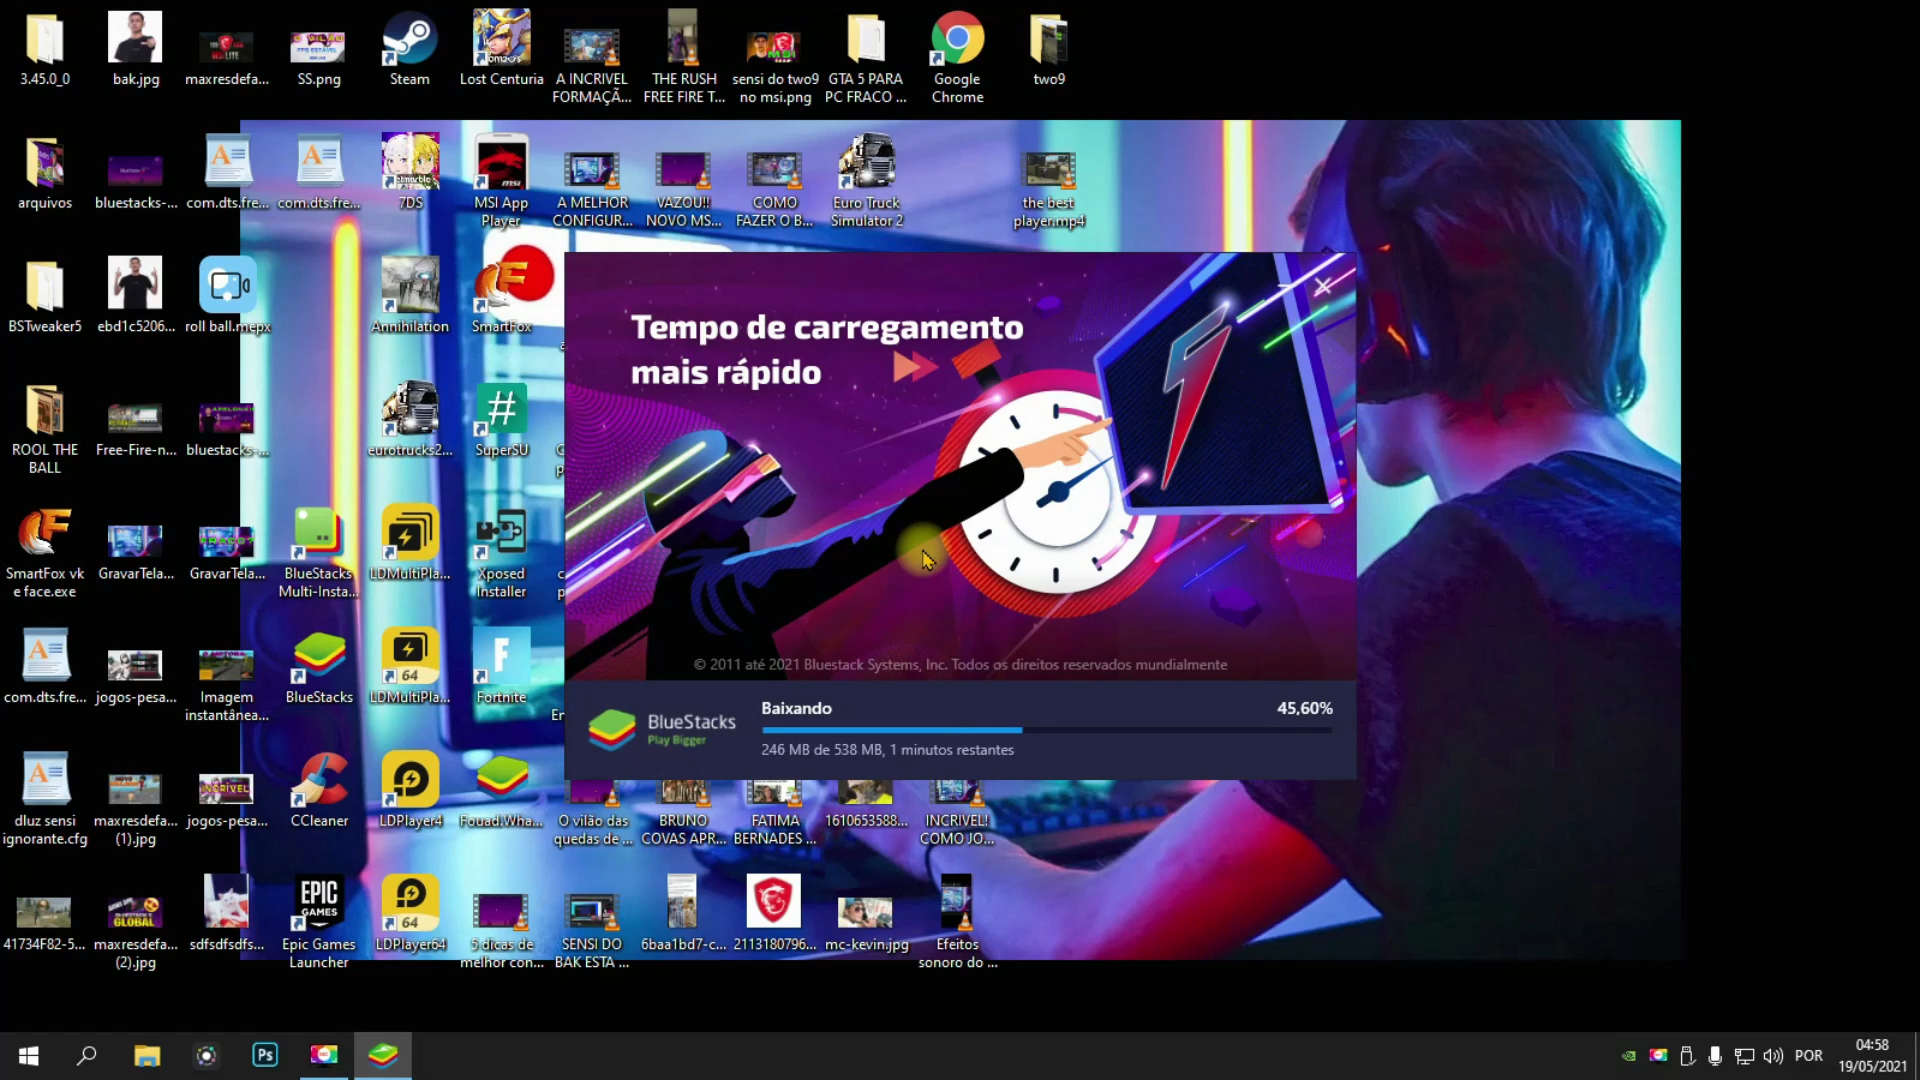 3.45.0_0
bak.jpg
maxresdefa...
SS.png
Steam
Lost Centuria
A INCRIVEL
FORMAÇÃ...
THE RUSH
FREE FIRE T...
sensi do two9
no msi.png
GTA 5 PARA
PC FRACO ...
Google
Chrome
two9
arquivos
bluestacks-...
com.dts.fre...
com.dts.fre...
7DS
MSI App
Player
A MELHOR
CONFIGUR...
VAZOU!!
NOVO MS...
COMO
FAZER O B...
Euro Truck
Simulator 2
the best
player.mp4
BSTweaker5
ebd1c5206...
roll ball.mepx
Annihilation
SmartFox
Tempo de carregamento
mais rápido
ROOL THE
BALL
Free-Fire-n...
bluestacks-...
eurotrucks2...
SuperSU
SmartFox vk
e face.exe
GravarTela...
GravarTela...
BlueStacks
Multi-Insta...
LDMultiPla...
Xposed
Installer
com.dts.fre...
jogos-pesa...
Imagem
instantânea...
BlueStacks
LDMultiPla...
Fortnite
© 2011 até 2021 Bluestack Systems, Inc. Todos os direitos reservados mundialmente
BlueStacks
Play Bigger
Baixando
45,60%
246 MB de 538 MB, 1 minutos restantes
dluz sensi
ignorante.cfg
maxresdefa...
(1).jpg
jogos-pesa...
CCleaner
LDPlayer4
Fouad.Wha...
O vilão das
quedas de ...
BRUNO
COVAS APR...
FATIMA
BERNADES ...
1610653588...
INCRIVEL!
COMO JO...
41734F82-5...
maxresdefa...
(2).jpg
sdfsdfsdfs...
EPIC
GAMES
Epic Games
Launcher
64
LDPlayer64
5 dicas de
melhor con...
SENSI DO
BAK ESTA ...
6baa1bd7-c...
2113180796...
mc-kevin.jpg
Efeitos
sonoro do ...
Ps
POR
04:58
19/05/2021